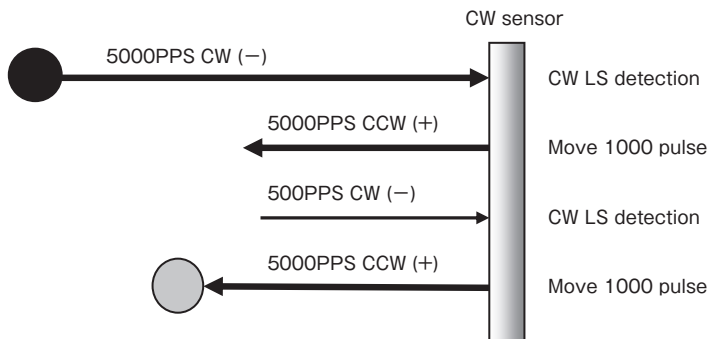 CW sensor
5000PPS CW (−)
CW LS detection
5000PPS CCW (+)
Move 1000 pulse
500PPS CW (−)
CW LS detection
5000PPS CCW (+)
Move 1000 pulse